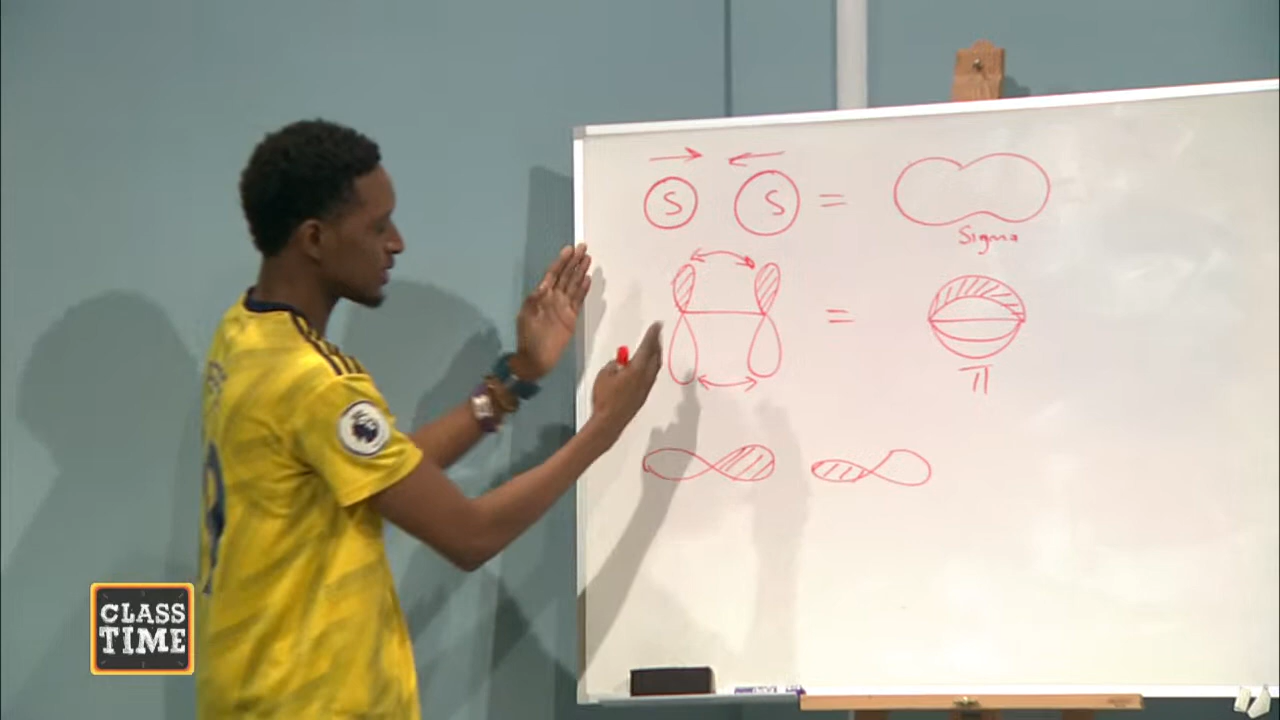 S S =
Sigma
=
π
CLASS
TIME